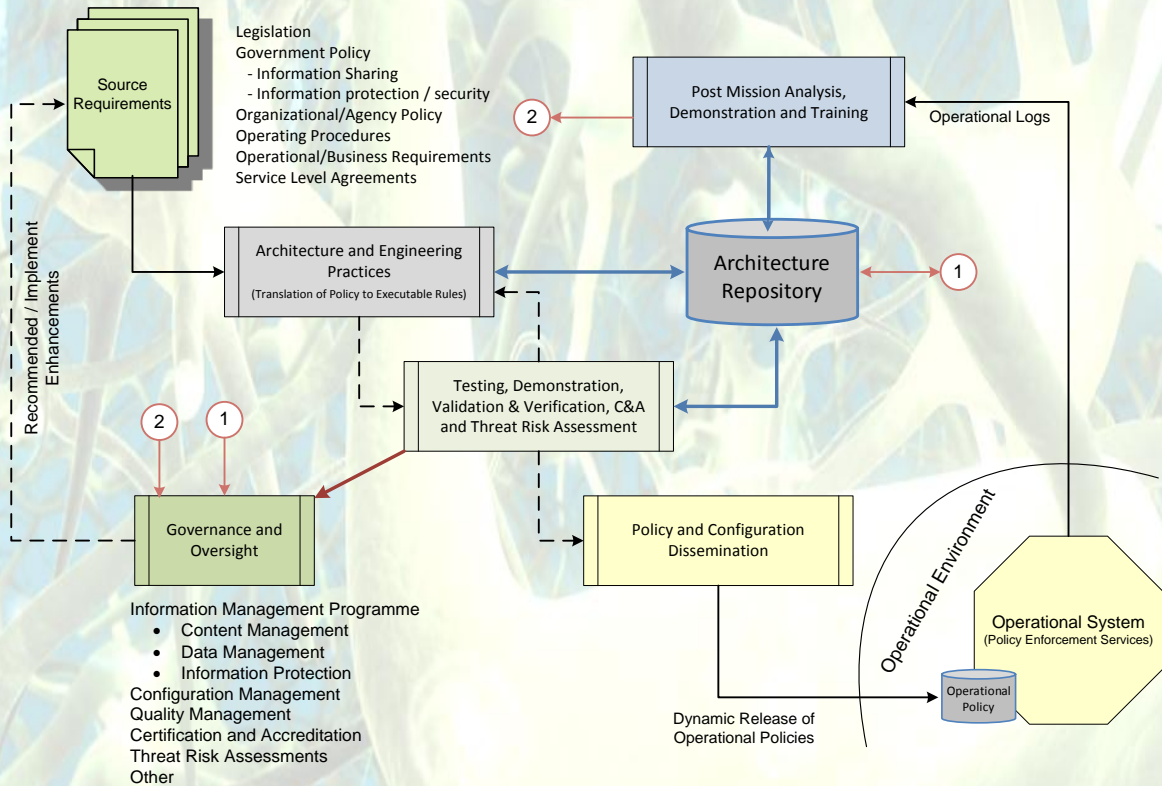 Source
Requirements
Legislation
Government Policy
- Information Sharing
- Information protection / security
Organizational/Agency Policy
Operating Procedures
Operational/Business Requirements
Service Level Agreements
Post Mission Analysis,
Demonstration and Training
2
Operational Logs
Architecture and Engineering
Practices
(Translation of Policy to Executable Rules)
Architecture
Repository
1
Recommended / Implement
Enhancements
Testing, Demonstration,
Validation & Verification, C&A
and Threat Risk Assessment
2
1
Governance and
Oversight
Policy and Configuration
Dissemination
Operational Environment
Operational System
(Policy Enforcement Services)
Operational
Policy
Dynamic Release of
Operational Policies
Information Management Programme
• Content Management
• Data Management
• Information Protection
Configuration Management
Quality Management
Certification and Accreditation
Threat Risk Assessments
Other